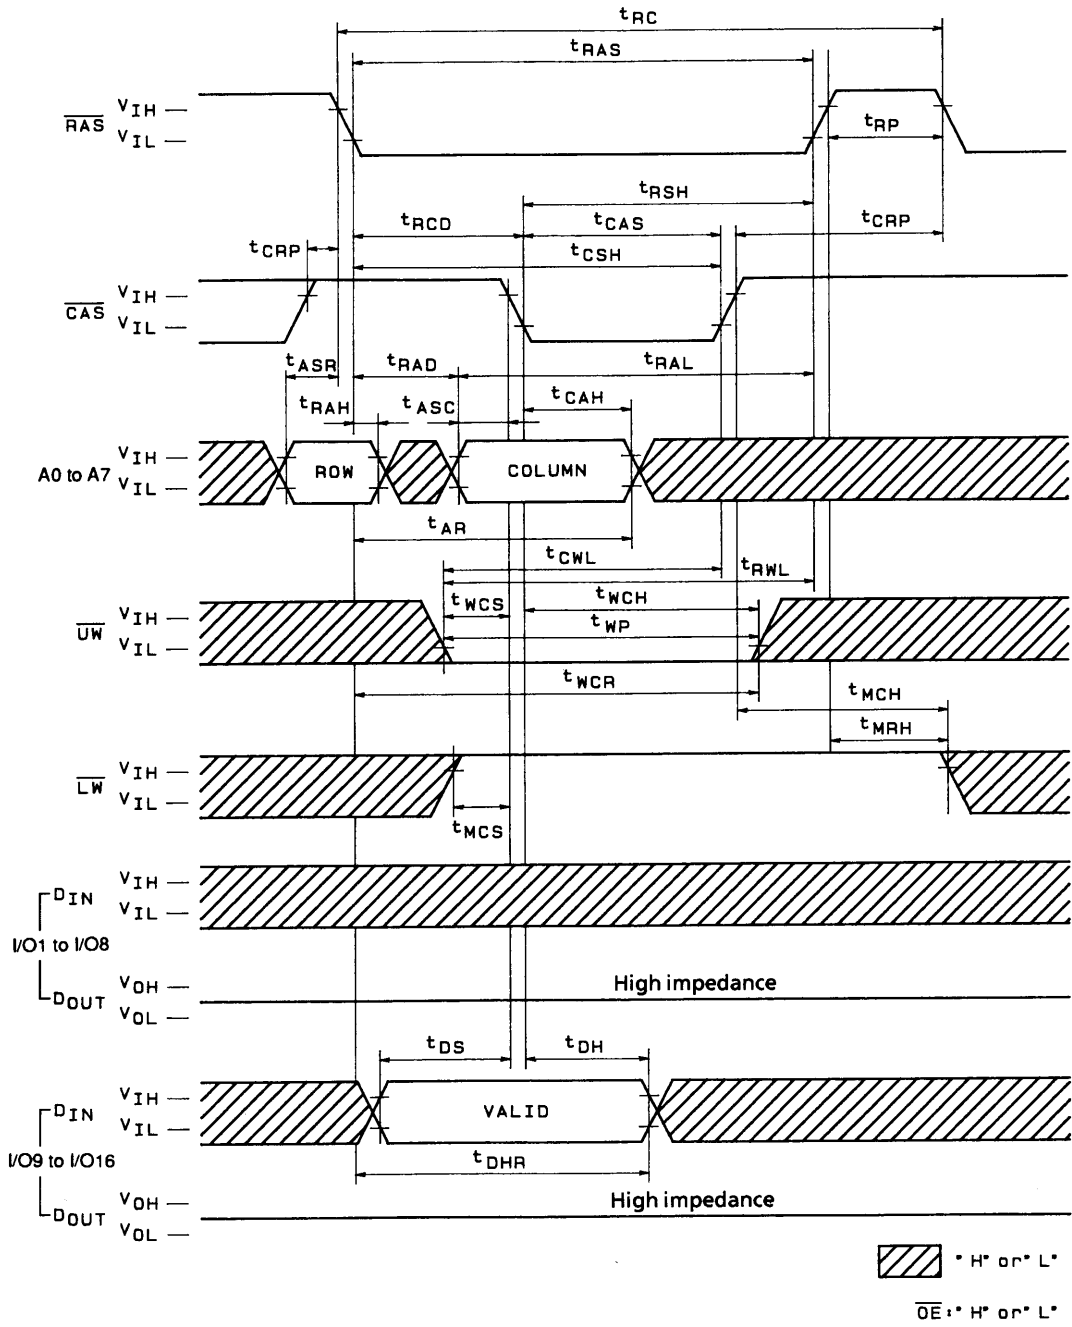 tRC
tRAS
RAS VIH
VIL
tRP
tRSH
tRCD tCAS tCRP
tCRP tCSH
CAS VIH
VIL
tASR tRAD tRAL
tRAH tASC tCAH
A0 to A7 VIH
VIL
ROW COLUMN
tAR
tCWL
tRWL
tWCS tWCH
UW VIH
VIL
tWP
tWCR
tMCH
tMRH
LW VIH
VIL
tMCS
DIN VIH
VIL
I/O1 to I/O8
DOUT VOH
VOL
High impedance
tDS tDH
DIN VIH
VIL
VALID
I/O9 to I/O16
tDHR
DOUT VOH
VOL
High impedance
"H" or "L"
OE: "H" or "L"